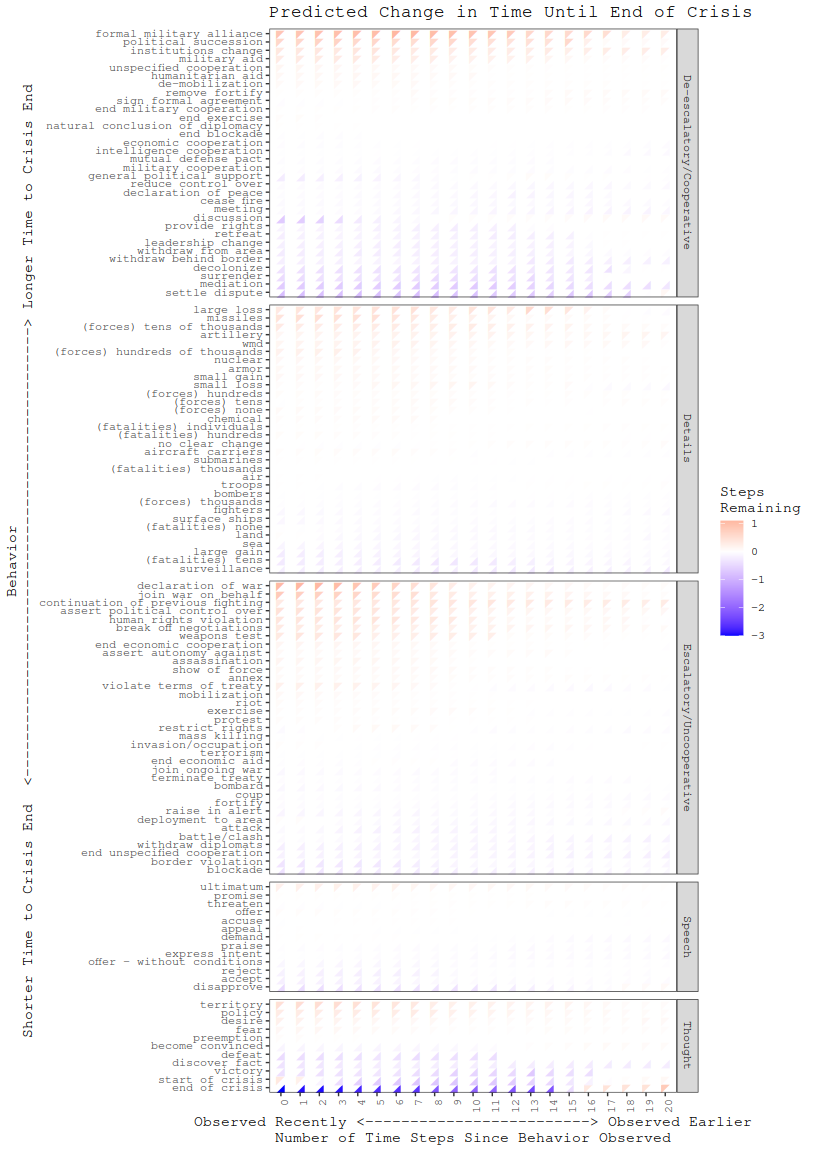 Predicted Change in Time Until End of Crisis
Shorter Time to Crisis End <------------------------------------------------> Longer Time to Crisis End
Behavior
formal military alliance
political succession
institutions change
military aid
unspecified cooperation
humanitarian aid
de-mobilization
remove fortify
sign formal agreement
end military cooperation
end exercise
natural conclusion of diplomacy
end blockade
economic cooperation
intelligence cooperation
mutual defense pact
military cooperation
general political support
reduce control over
declaration of peace
cease fire
meeting
discussion
provide rights
retreat
leadership change
withdraw from area
withdraw behind border
decolonize
surrender
mediation
settle dispute
De-escalatory/Cooperative
large loss
missiles
(forces) tens of thousands
artillery
wmd
(forces) hundreds of thousands
nuclear
armor
small gain
small loss
(forces) hundreds
(forces) tens
(forces) none
chemical
(fatalities) individuals
(fatalities) hundreds
no clear change
aircraft carriers
submarines
(fatalities) thousands
air
troops
bombers
(forces) thousands
fighters
surface ships
(fatalities) none
land
sea
large gain
(fatalities) tens
surveillance
Details
declaration of war
join war on behalf
continuation of previous fighting
assert political control over
human rights violation
break off negotiations
weapons test
end economic cooperation
assert autonomy against
assassination
show of force
annex
violate terms of treaty
mobilization
riot
exercise
protest
restrict rights
mass killing
invasion/occupation
terrorism
end economic aid
join ongoing war
terminate treaty
bombard
coup
fortify
raise in alert
deployment to area
attack
battle/clash
withdraw diplomats
end unspecified cooperation
border violation
blockade
Escalatory/Uncooperative
ultimatum
promise
threaten
offer
accuse
appeal
demand
praise
express intent
offer - without conditions
reject
accept
disapprove
Speech
territory
policy
desire
fear
preemption
become convinced
defeat
discover fact
victory
start of crisis
end of crisis
Thought
0 1 2 3 4 5 6 7 8 9 10 11 12 13 14 15 16 17 18 19 20
Observed Recently <-------------------------> Observed Earlier
Number of Time Steps Since Behavior Observed
Steps
Remaining
1
0
-1
-2
-3